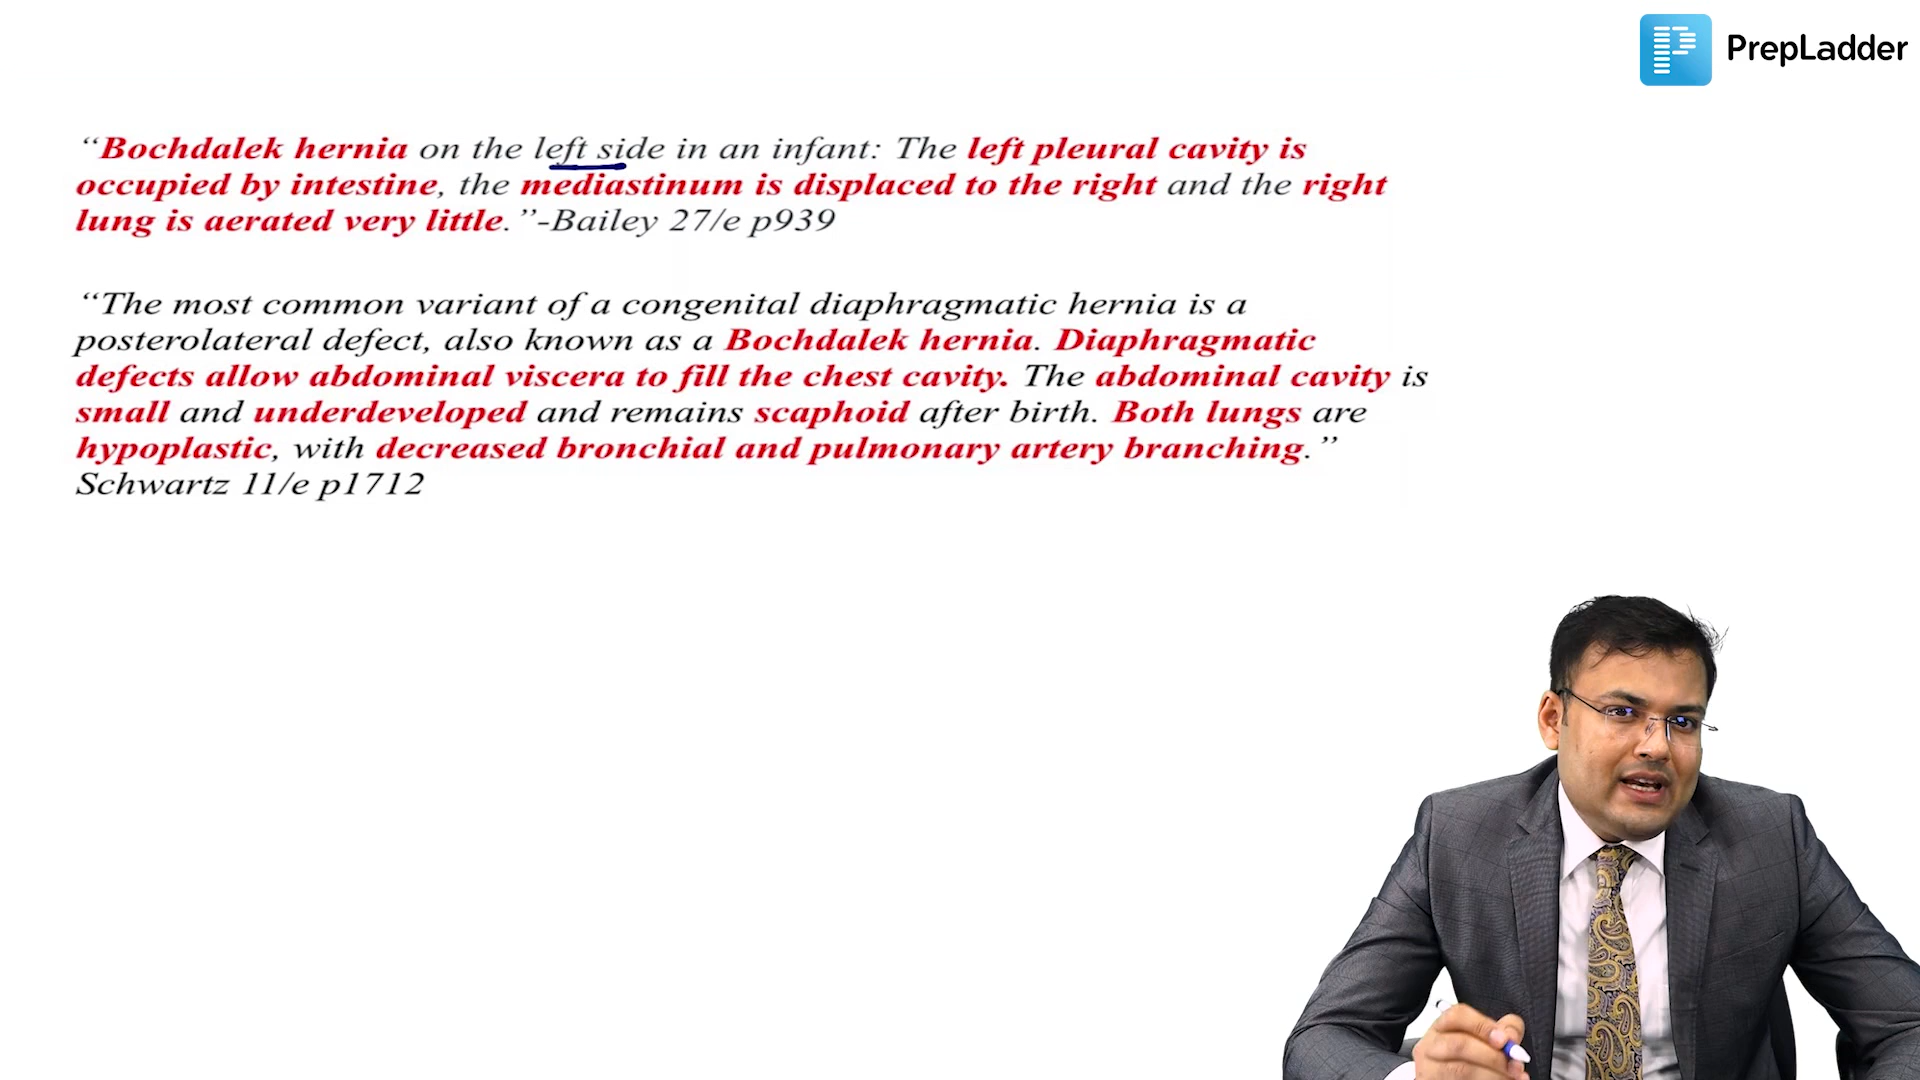 PrepLadder
“Bochdalek hernia on the left side in an infant: The left pleural cavity is
occupied by intestine, the mediastinum is displaced to the right and the right
lung is aerated very little.”-Bailey 27/e p939
“The most common variant of a congenital diaphragmatic hernia is a
posterolateral defect, also known as a Bochdalek hernia. Diaphragmatic
defects allow abdominal viscera to fill the chest cavity. The abdominal cavity is
small and underdeveloped and remains scaphoid after birth. Both lungs are
hypoplastic, with decreased bronchial and pulmonary artery branching.”
Schwartz 11/e p1712